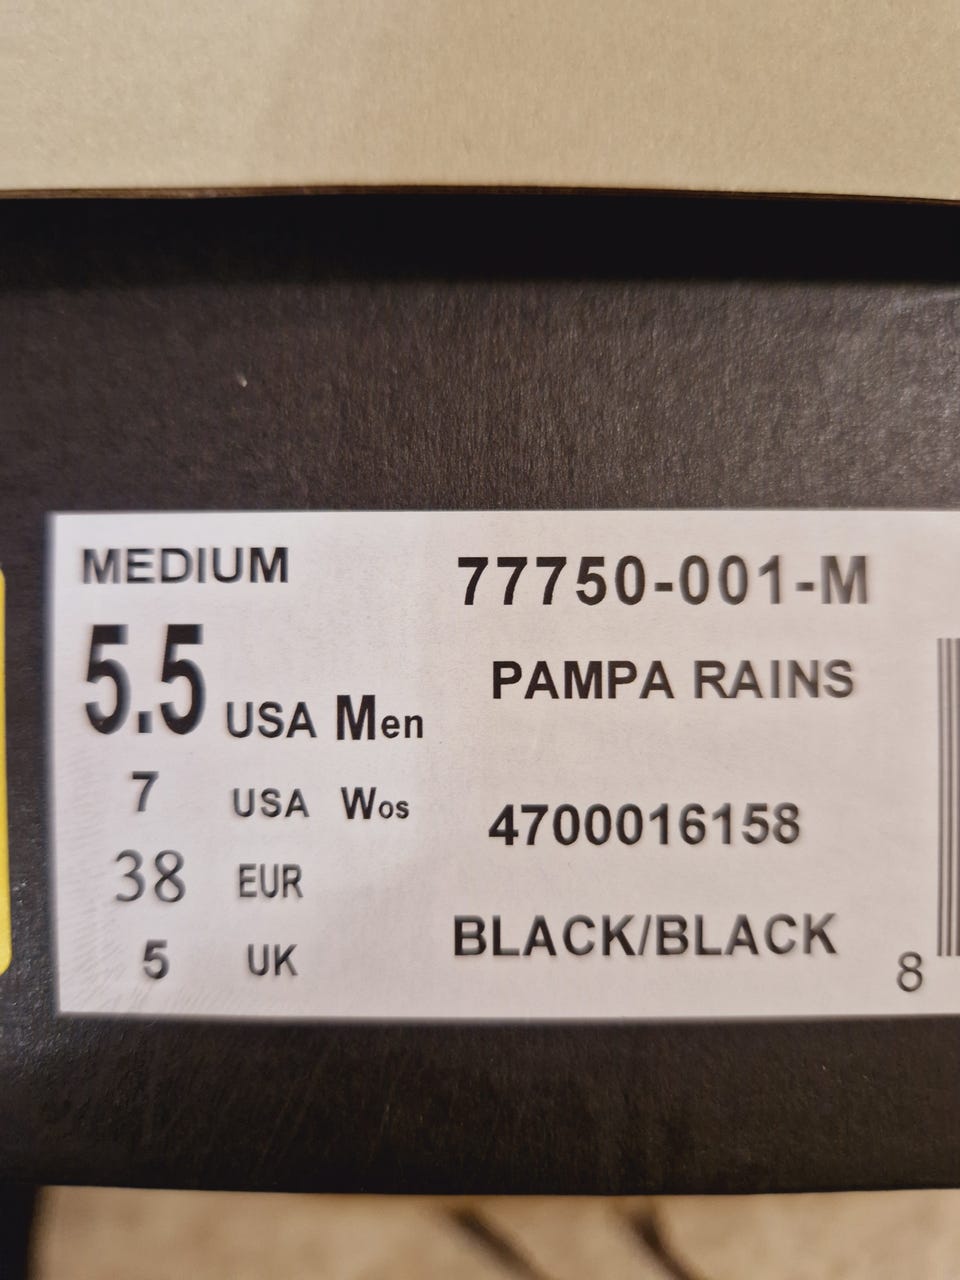 MEDIUM
5.5 USA Men
7 USA Wos
38 EUR
5 UK
77750-001-M
PAMPA RAINS
4700016158
BLACK/BLACK
8